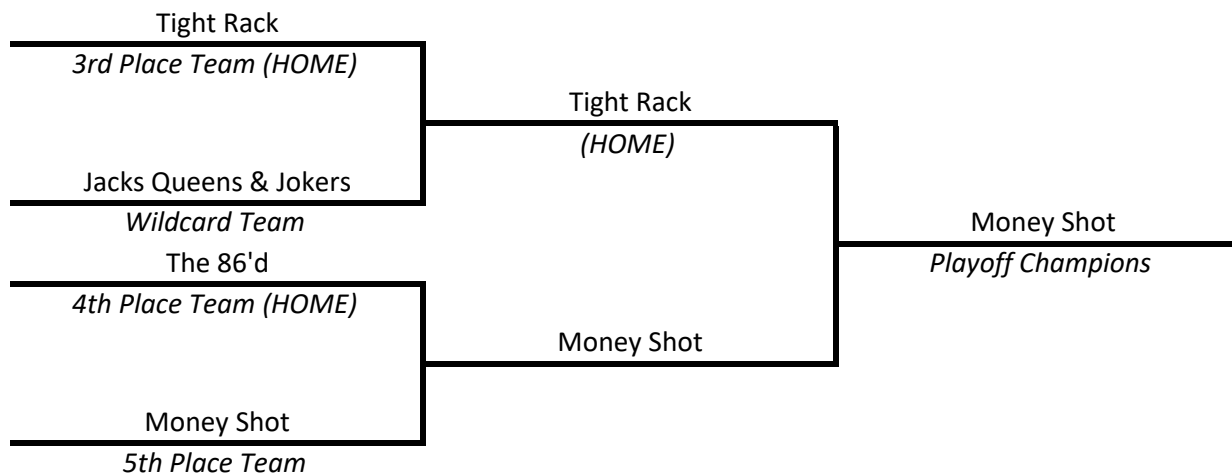 Tight Rack
3rd Place Team (HOME)
Tight Rack
(HOME)
Jacks Queens & Jokers
Wildcard Team
Money Shot
Playoff Champions
The 86'd
4th Place Team (HOME)
Money Shot
Money Shot
5th Place Team